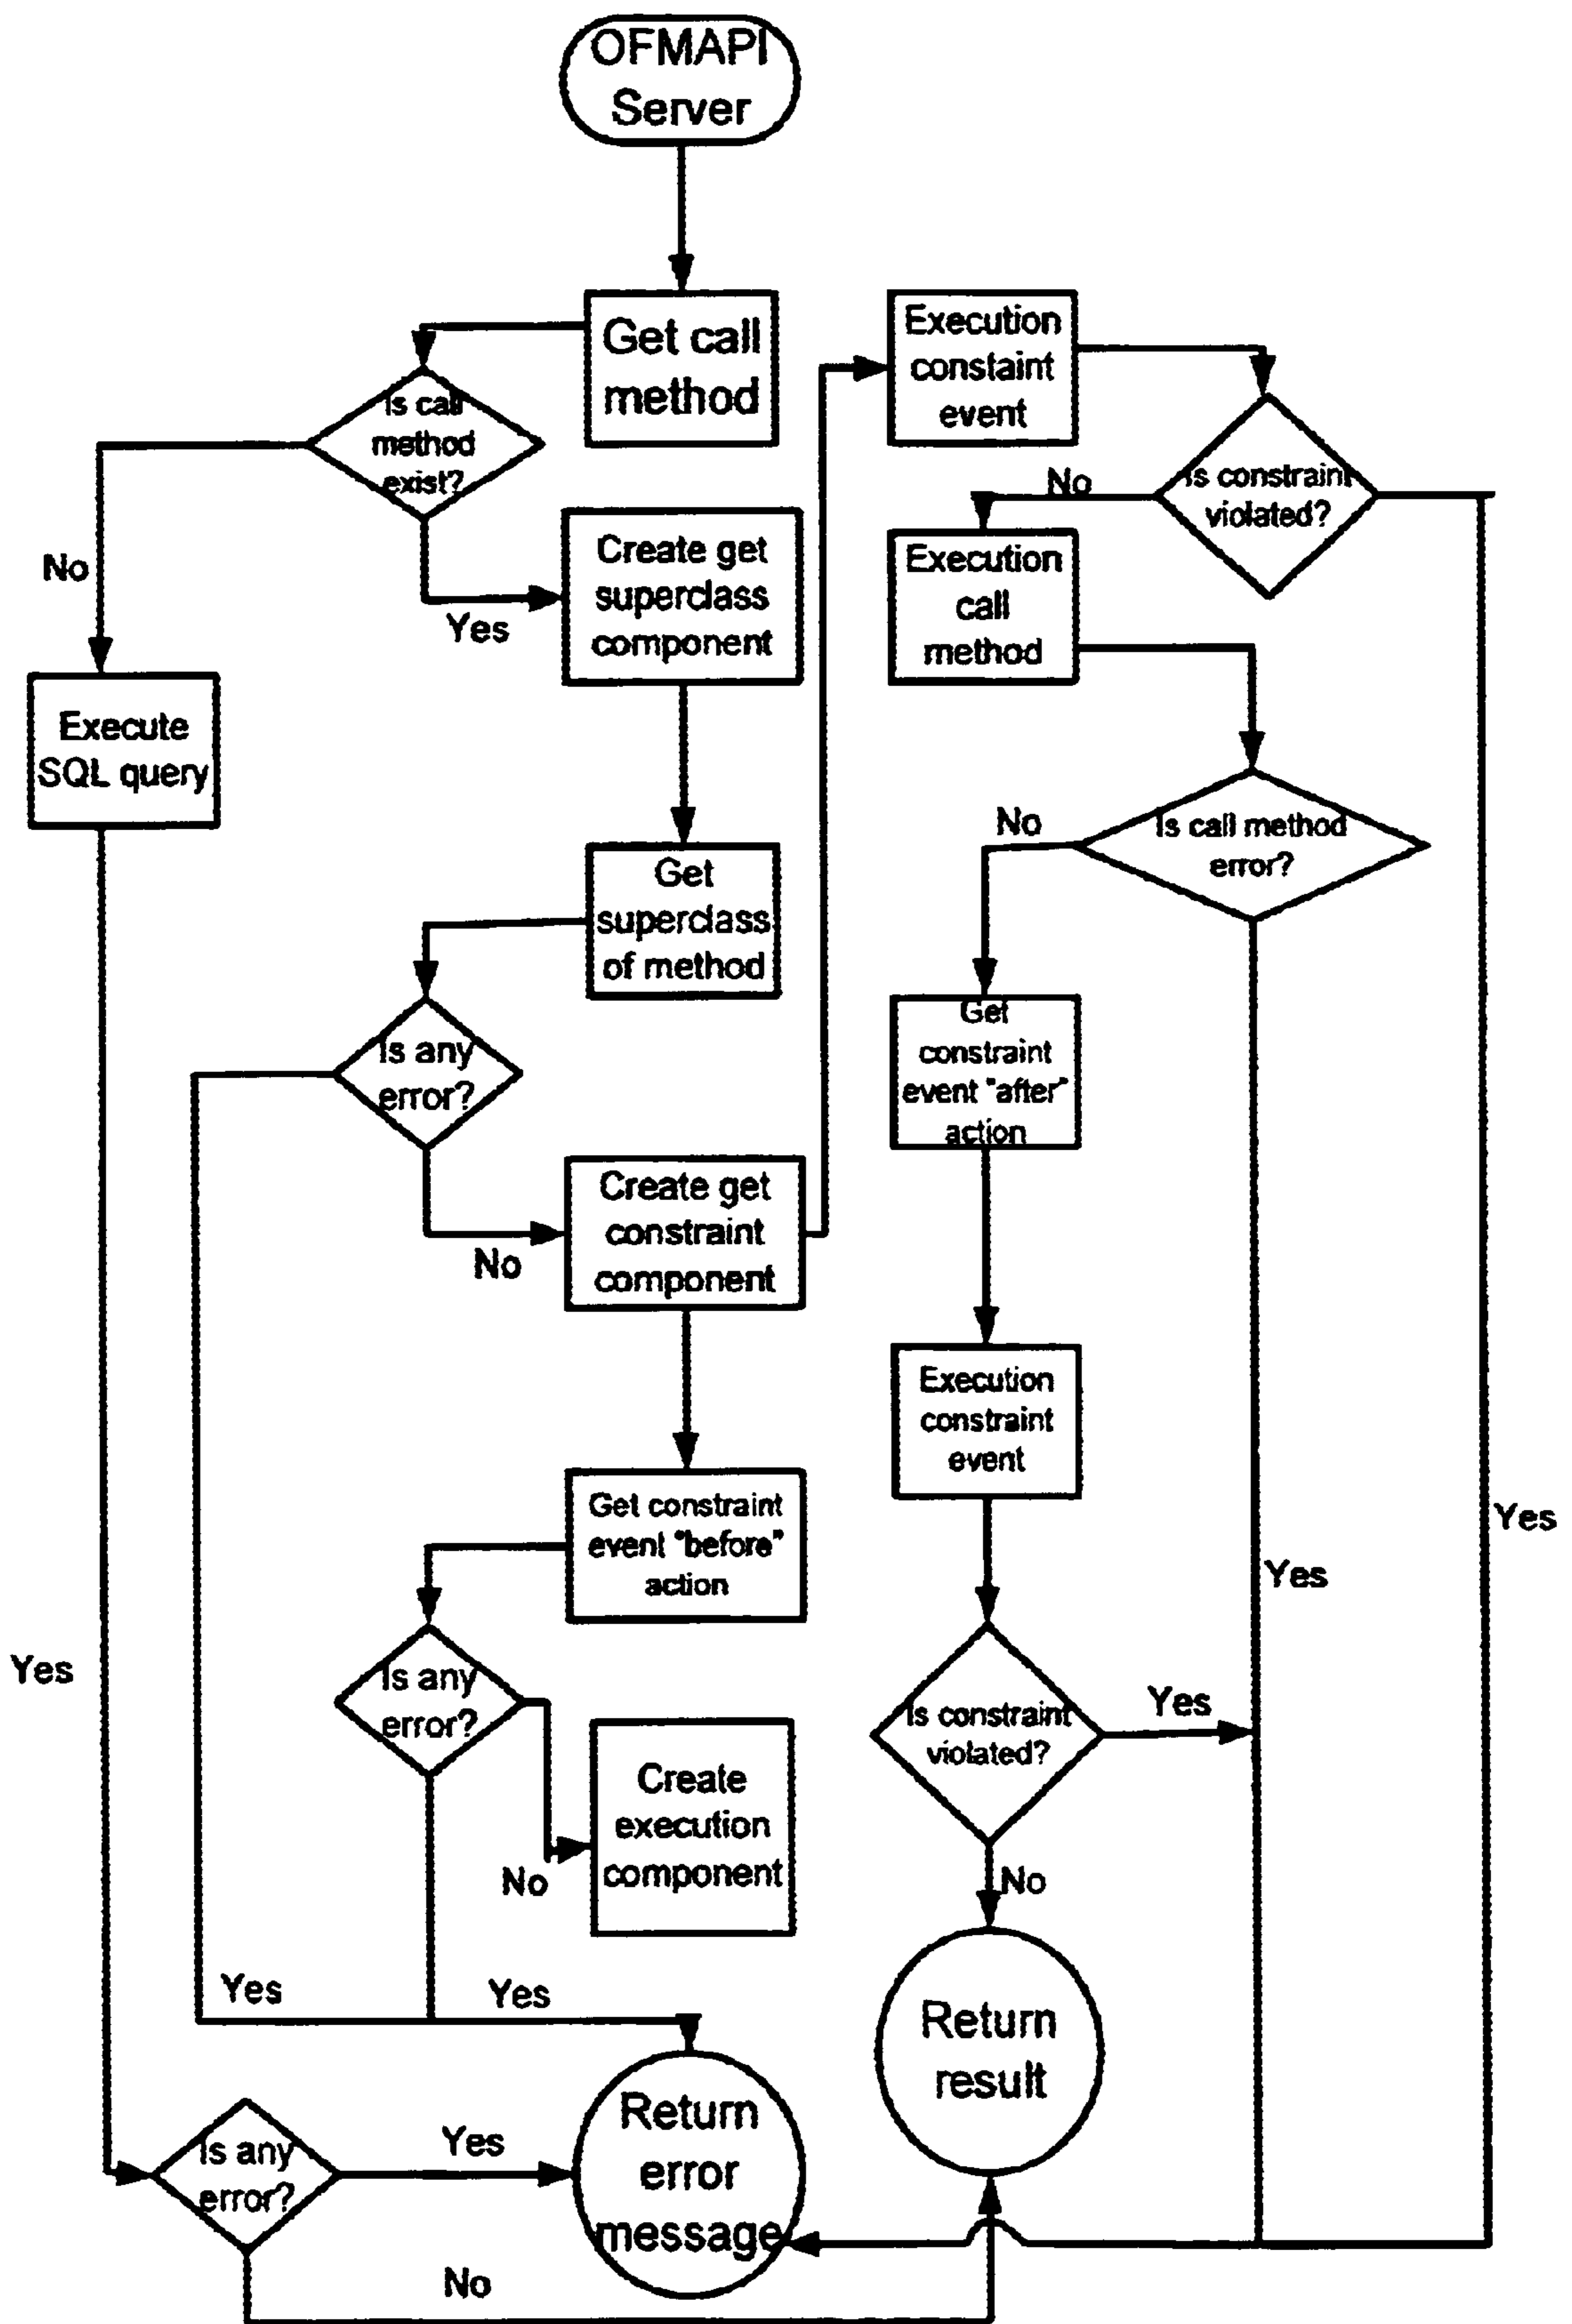 OFMAPI
Server
Get call
method
Is call
method
exist?
No
Yes
Execute
SQL query
Create get
superclass
component
Get
superclass
of method
Is any
error?
No
Create get
constraint
component
Get constraint
event "before"
action
Is any
error?
No
Create
execution
component
Yes
Yes
Yes
Is any
error?
Yes
No
Return
error
message
Execution
constaint
event
Is constraint
violated?
No
Yes
Execution
call
method
Is call method
error?
No
Yes
Get
constraint
event "after"
action
Execution
constraint
event
Is constraint
violated?
Yes
No
Return
result